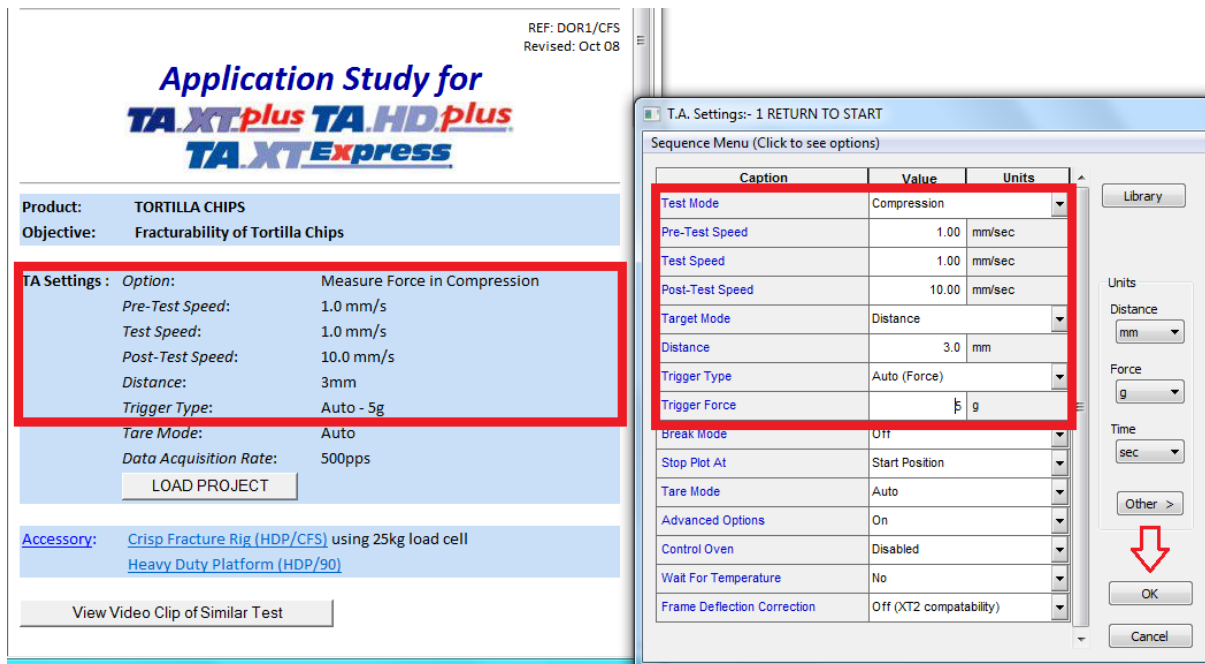 REF: DOR1/CFS
Revised: Oct 08
Application Study for
TA.XT.plus TA.HD.plus
TA.XT Express
Product: TORTILLA CHIPS
Objective: Fracturability of Tortilla Chips
TA Settings : Option: Measure Force in Compression
Pre-Test Speed: 1.0 mm/s
Test Speed: 1.0 mm/s
Post-Test Speed: 10.0 mm/s
Distance: 3mm
Trigger Type: Auto - 5g
Tare Mode: Auto
Data Acquisition Rate: 500pps
LOAD PROJECT
Accessory: Crisp Fracture Rig (HDP/CFS) using 25kg load cell
Heavy Duty Platform (HDP/90)
View Video Clip of Similar Test
T.A. Settings:- 1 RETURN TO START
Sequence Menu (Click to see options)
Caption Value Units
Test Mode Compression
Pre-Test Speed 1.00 mm/sec
Test Speed 1.00 mm/sec
Post-Test Speed 10.00 mm/sec
Target Mode Distance
Distance 3.0 mm
Trigger Type Auto (Force)
Trigger Force 5 g
Break Mode Off
Stop Plot At Start Position
Tare Mode Auto
Advanced Options On
Control Oven Disabled
Wait For Temperature No
Frame Deflection Correction Off (XT2 compatability)
Library
Units
Distance
mm
Force
g
Time
sec
Other >
OK
Cancel